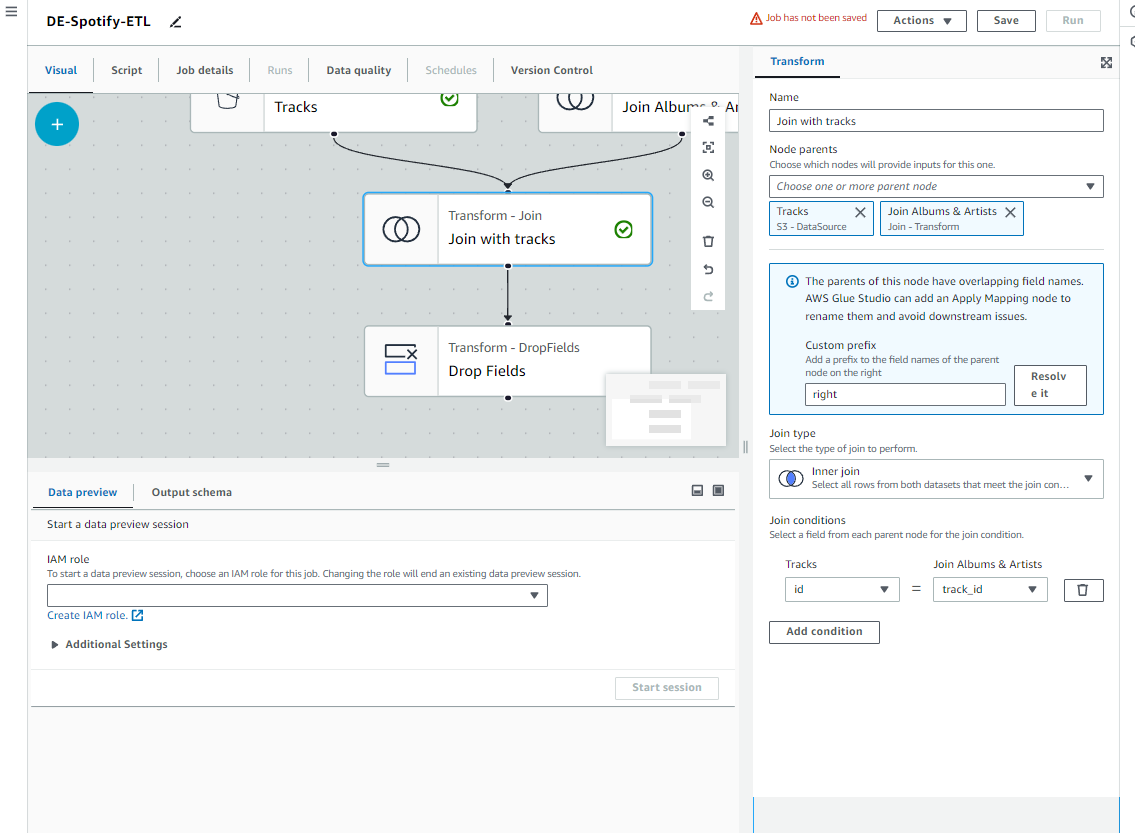 DE-Spotify-ETL
Job has not been saved
Actions
Save
Run
Visual
Script
Job details
Runs
Data quality
Schedules
Version Control
Tracks
Join Albums & Ar
+
Transform - Join
Join with tracks
Transform - DropFields
Drop Fields
Data preview
Output schema
Start a data preview session
IAM role
To start a data preview session, choose an IAM role for this job. Changing the role will end an existing data preview session.
Create IAM role.
Additional Settings
Start session
Transform
Name
Join with tracks
Node parents
Choose which nodes will provide inputs for this one.
Choose one or more parent node
Tracks
S3 - DataSource
Join Albums & Artists
Join - Transform
The parents of this node have overlapping field names.
AWS Glue Studio can add an Apply Mapping node to
rename them and avoid downstream issues.
Custom prefix
Add a prefix to the field names of the parent
node on the right
right
Resolv
e it
Join type
Select the type of join to perform.
Inner join
Select all rows from both datasets that meet the join con...
Join conditions
Select a field from each parent node for the join condition.
Tracks
Join Albums & Artists
id
=
track_id
Add condition